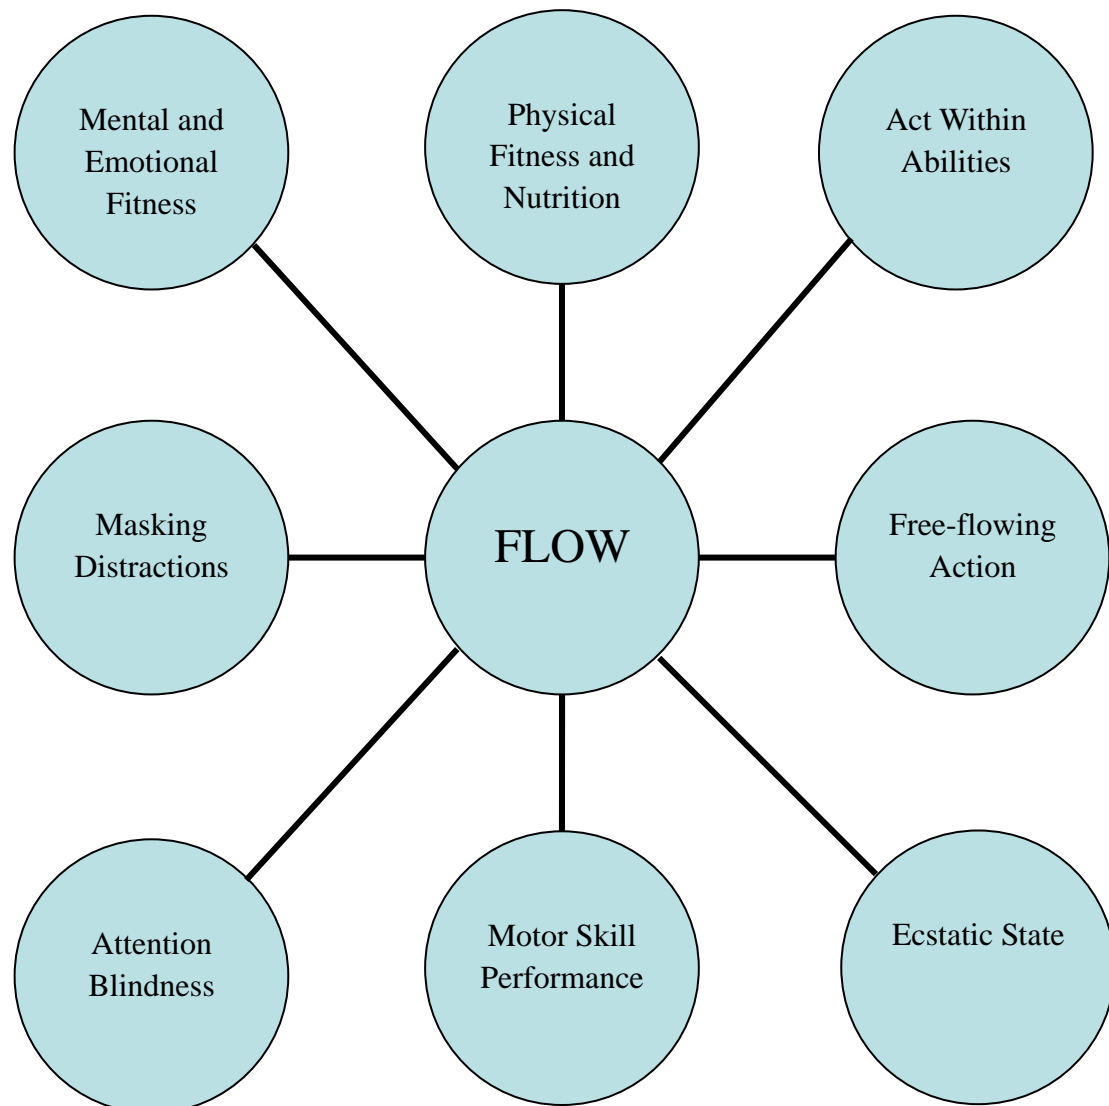 Mental and
Emotional
Fitness
Physical
Fitness and
Nutrition
Act Within
Abilities
Masking
Distractions
FLOW
Free-flowing
Action
Attention
Blindness
Motor Skill
Performance
Ecstatic State